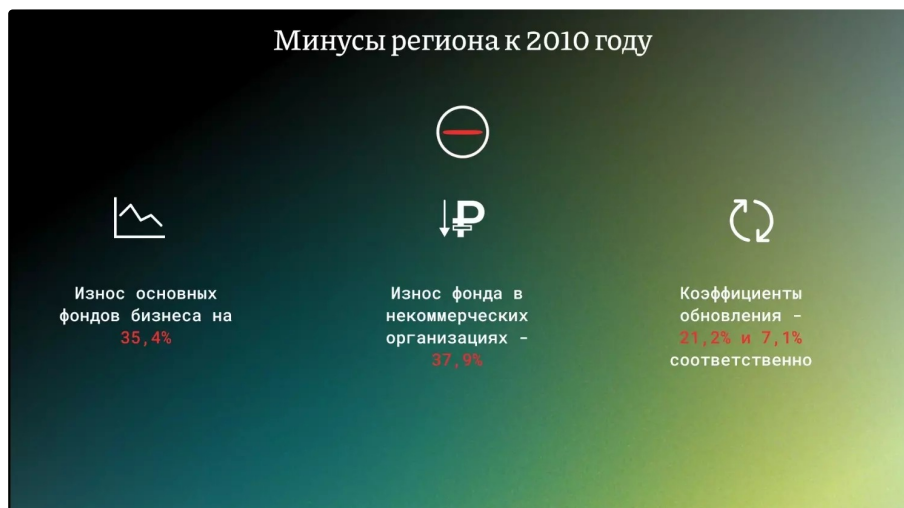 Минусы региона к 2010 году
Износ основных
фондов бизнеса на
35,4%
Износ фонда в
некоммерческих
организациях -
37,9%
Коэффициенты
обновления -
21,2% и 7,1%
соответственно